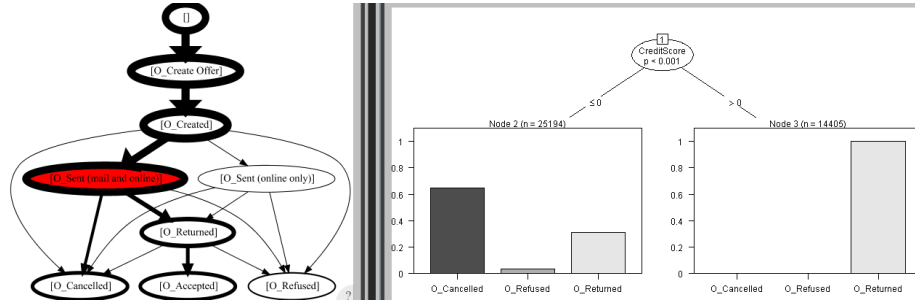 []
[O_Create Offer]
[O_Created]
[O_Sent (mail and online)]
[O_Sent (online only)]
[O_Returned]
[O_Cancelled]
[O_Accepted]
[O_Refused]
?
1
CreditScore
p < 0.001
≤ 0
> 0
Node 2 (n = 25194)
1
0.8
0.6
0.4
0.2
0
O_Cancelled
O_Refused
O_Returned
Node 3 (n = 14405)
1
0.8
0.6
0.4
0.2
0
O_Cancelled
O_Refused
O_Returned